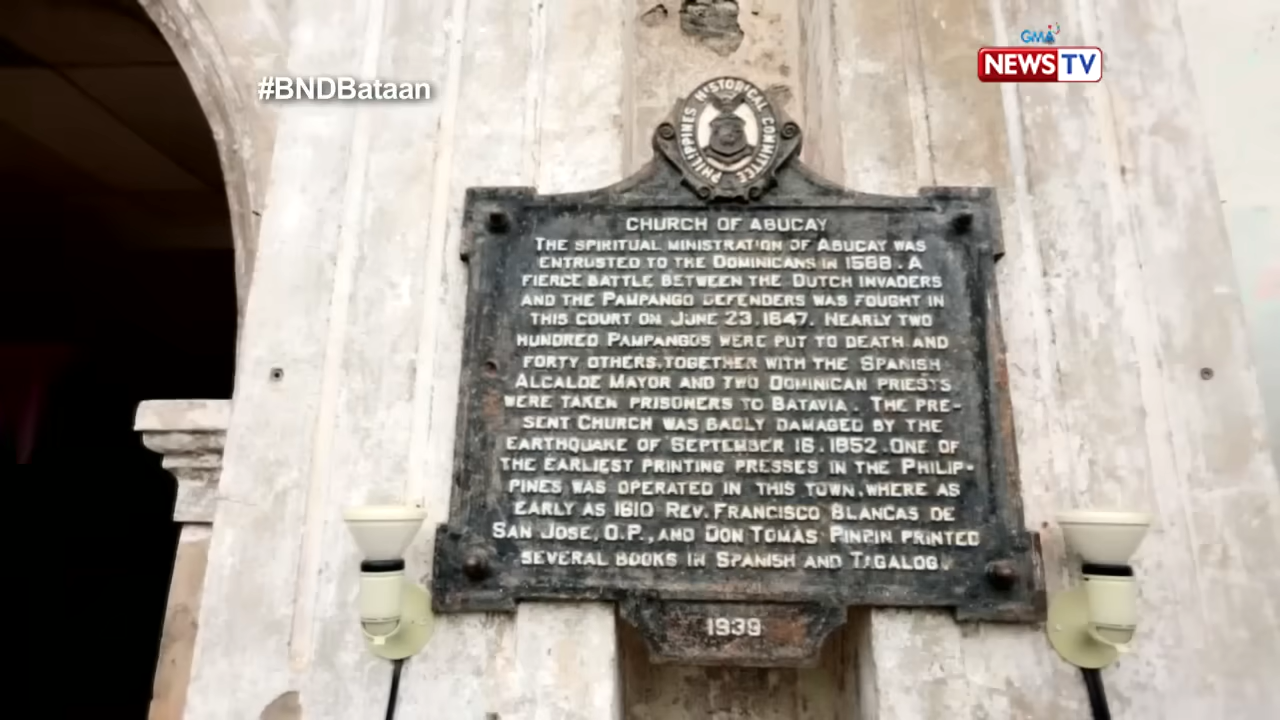 GMA
NEWS TV
#BNDBataan
PHILIPPINES HISTORICAL COMMITTEE
CHURCH OF ABUCAY
THE SPIRITUAL MINISTRATION OF ABUCAY WAS
ENTRUSTED TO THE DOMINICANS IN 1588. A
FIERCE BATTLE BETWEEN THE DUTCH INVADERS
AND THE PAMPANGO DEFENDERS WAS FOUGHT IN
THIS COURT ON JUNE 23, 1647. NEARLY TWO
HUNDRED PAMPANGOS WERE PUT TO DEATH AND
FORTY OTHERS, TOGETHER WITH THE SPANISH
ALCALDE MAYOR AND TWO DOMINICAN PRIESTS
WERE TAKEN PRISONERS TO BATAVIA. THE PRE-
SENT CHURCH WAS BADLY DAMAGED BY THE
EARTHQUAKE OF SEPTEMBER 16, 1852. ONE OF
THE EARLIEST PRINTING PRESSES IN THE PHILIP-
PINES WAS OPERATED IN THIS TOWN, WHERE AS
EARLY AS 1610 REV. FRANCISCO BLANCAS DE
SAN JOSE, O.P., AND DON TOMAS PINPIN PRINTED
SEVERAL BOOKS IN SPANISH AND TAGALOG.
1939